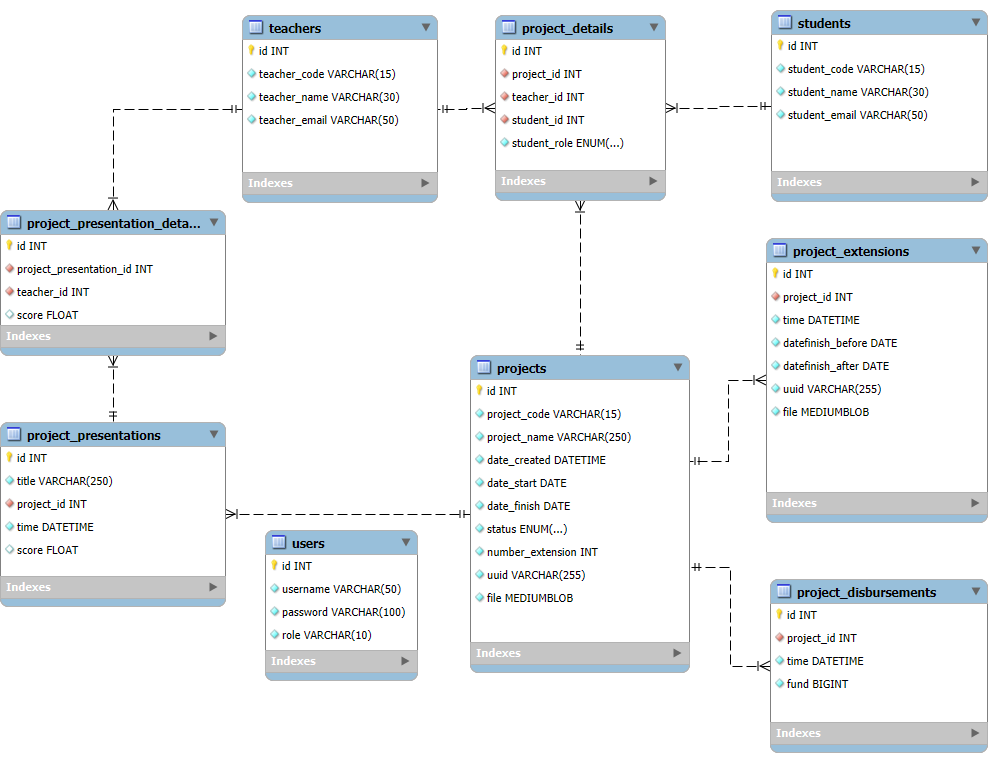 teachers
id INT
teacher_code VARCHAR(15)
teacher_name VARCHAR(30)
teacher_email VARCHAR(50)
Indexes
project_details
id INT
project_id INT
teacher_id INT
student_id INT
student_role ENUM(...)
Indexes
students
id INT
student_code VARCHAR(15)
student_name VARCHAR(30)
student_email VARCHAR(50)
Indexes
project_presentation_deta...
id INT
project_presentation_id INT
teacher_id INT
score FLOAT
Indexes
project_extensions
id INT
project_id INT
time DATETIME
datefinish_before DATE
datefinish_after DATE
uuid VARCHAR(255)
file MEDIUMBLOB
Indexes
projects
id INT
project_code VARCHAR(15)
project_name VARCHAR(250)
date_created DATETIME
date_start DATE
date_finish DATE
status ENUM(...)
number_extension INT
uuid VARCHAR(255)
file MEDIUMBLOB
Indexes
project_presentations
id INT
title VARCHAR(250)
project_id INT
time DATETIME
score FLOAT
Indexes
users
id INT
username VARCHAR(50)
password VARCHAR(100)
role VARCHAR(10)
Indexes
project_disbursements
id INT
project_id INT
time DATETIME
fund BIGINT
Indexes